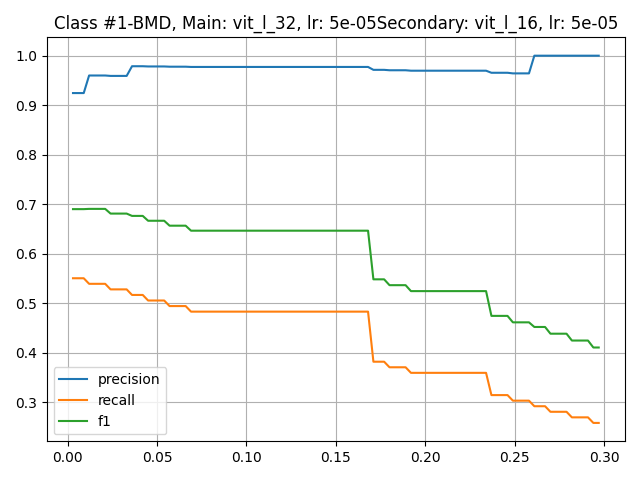 Class #1-BMD, Main: vit_l_32, lr: 5e-05Secondary: vit_l_16, lr: 5e-05
1.0
0.9
0.8
0.7
0.6
0.5
0.4
0.3
precision
recall
f1
0.00 0.05 0.10 0.15 0.20 0.25 0.30